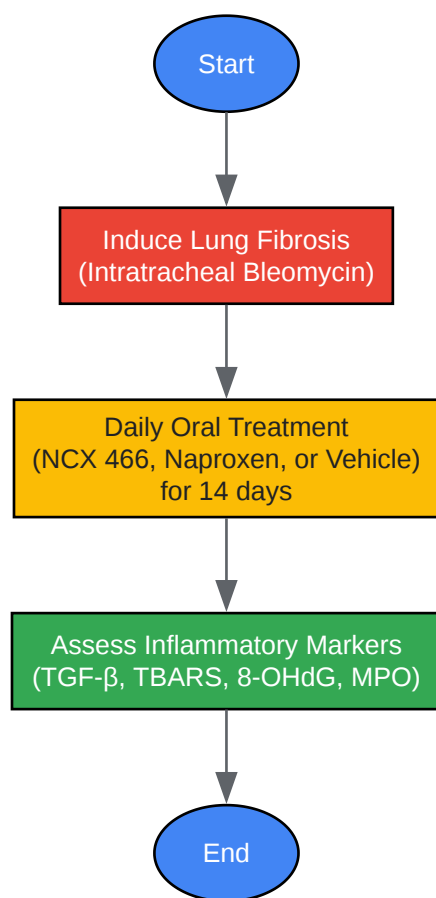 Start
Induce Lung Fibrosis
(Intratracheal Bleomycin)
Daily Oral Treatment
(NCX 466, Naproxen, or Vehicle)
for 14 days
Assess Inflammatory Markers
(TGF-β, TBARS, 8-OHdG, MPO)
End